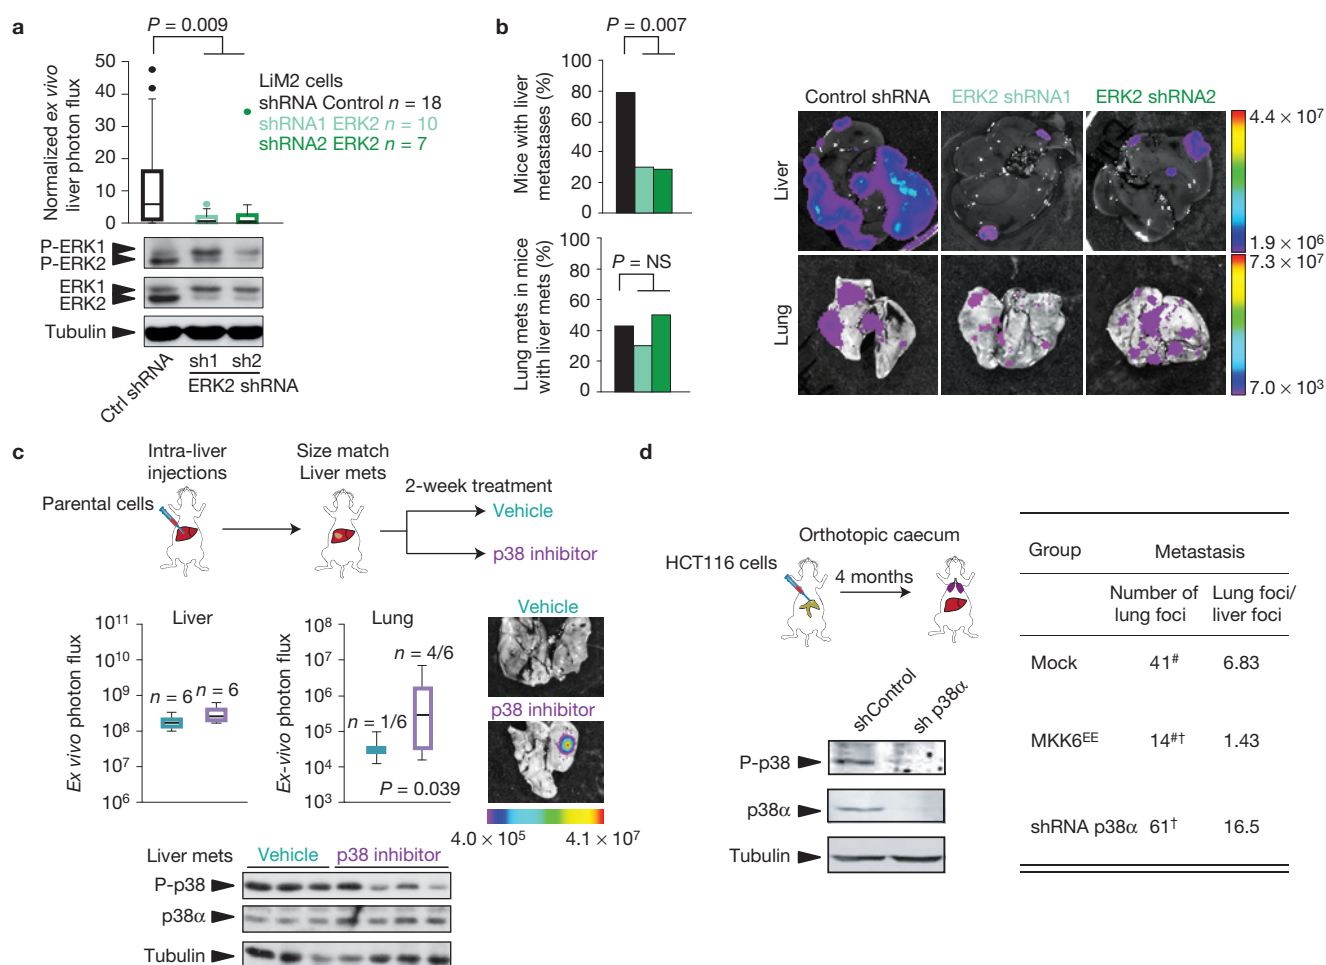 a
P = 0.009
Normalized ex vivo
liver photon flux
50
40
30
20
10
0
LiM2 cells
shRNA Control n = 18
shRNA1 ERK2 n = 10
shRNA2 ERK2 n = 7
P-ERK1
P-ERK2
ERK1
ERK2
Tubulin
Ctrl shRNA
sh1 sh2
ERK2 shRNA
b
P = 0.007
Mice with liver
metastases (%)
100
80
60
40
20
0
Lung mets in mice
with liver mets (%)
100
80
60
40
20
0
P = NS
Control shRNA
ERK2 shRNA1
ERK2 shRNA2
Liver
Lung
4.4 × 10⁷
1.9 × 10⁶
7.3 × 10⁷
7.0 × 10³
c
Intra-liver
injections
Size match
Liver mets
Parental cells
2-week treatment
Vehicle
p38 inhibitor
Liver
Ex vivo photon flux
10¹¹
10¹⁰
10⁹
10⁸
10⁷
10⁶
n = 6
n = 6
Lung
Ex-vivo photon flux
10⁸
10⁷
10⁶
10⁵
10⁴
10³
n = 1/6
n = 4/6
P = 0.039
Vehicle
p38 inhibitor
4.0 × 10⁵
4.1 × 10⁷
Liver mets
Vehicle
p38 inhibitor
P-p38
p38α
Tubulin
d
Orthotopic caecum
HCT116 cells
4 months
shControl
sh p38α
P-p38
p38α
Tubulin
Group Metastasis
Number of
lung foci
Lung foci/
liver foci
Mock 41# 6.83
MKK6ᴱᴱ 14#† 1.43
shRNA p38α 61† 16.5